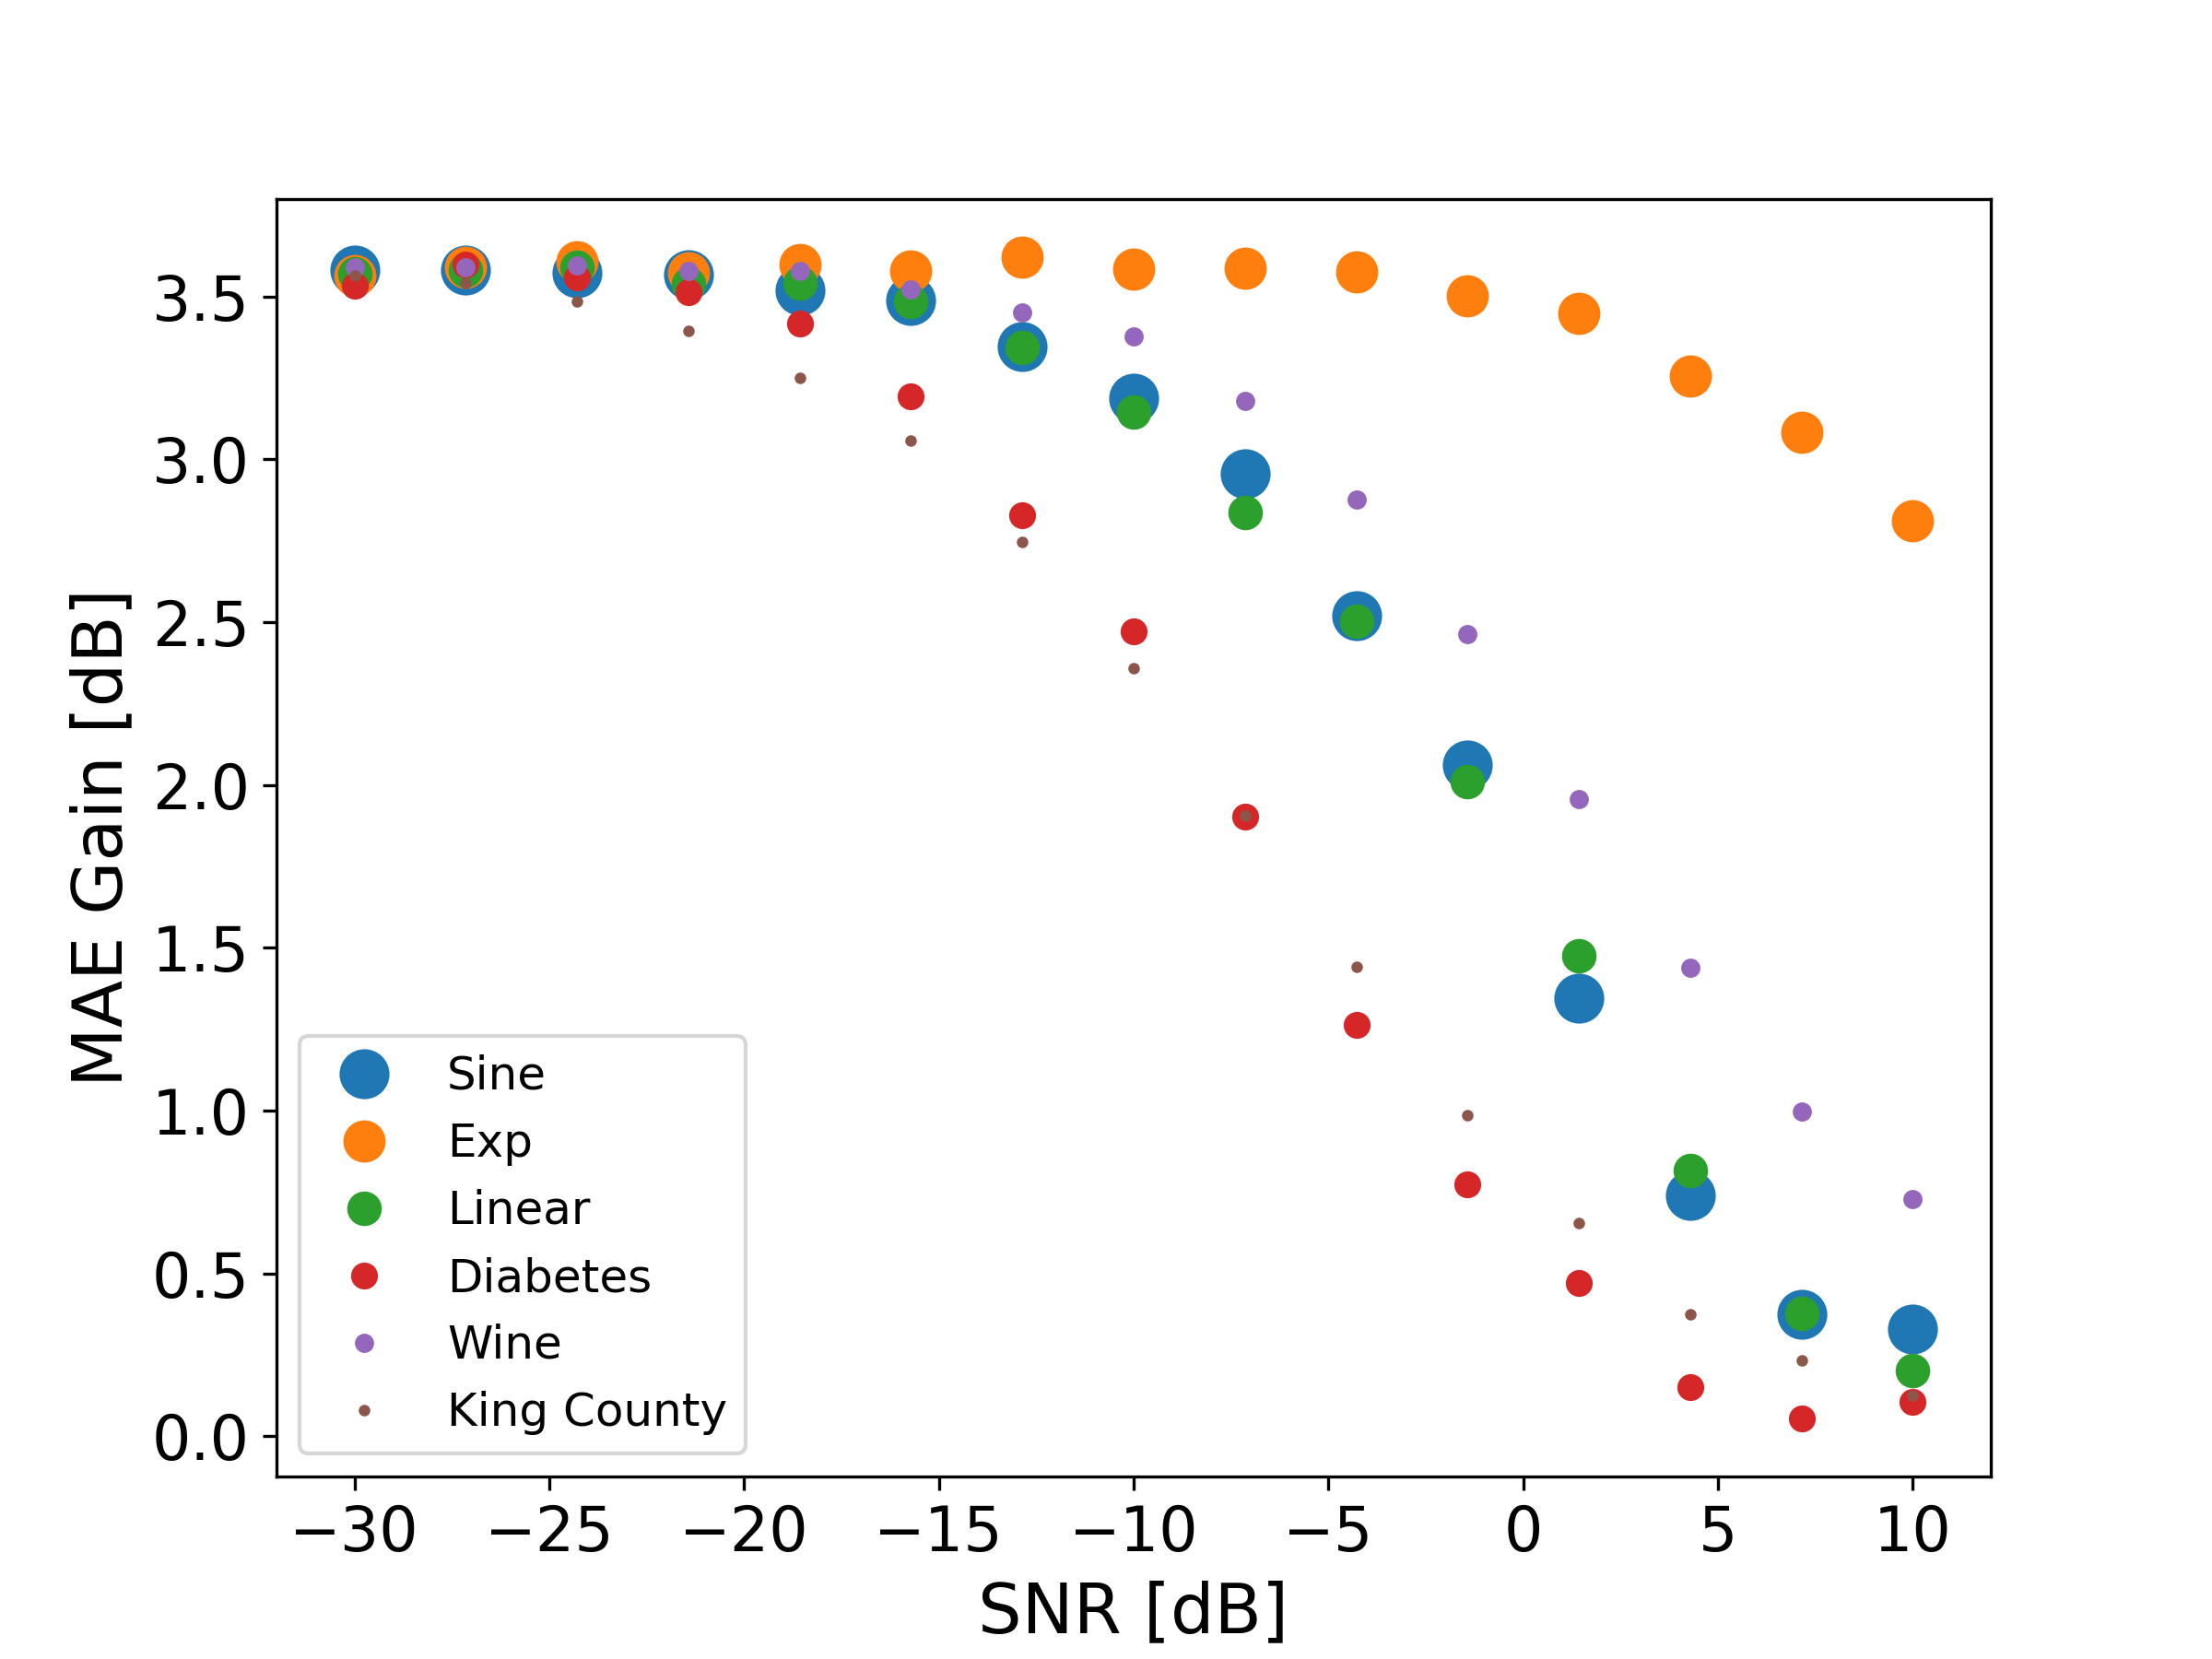 MAE Gain [dB]
3.5
3.0
2.5
2.0
1.5
1.0
0.5
0.0
Sine
Exp
Linear
Diabetes
Wine
King County
−30 −25 −20 −15 −10 −5 0 5 10
SNR [dB]